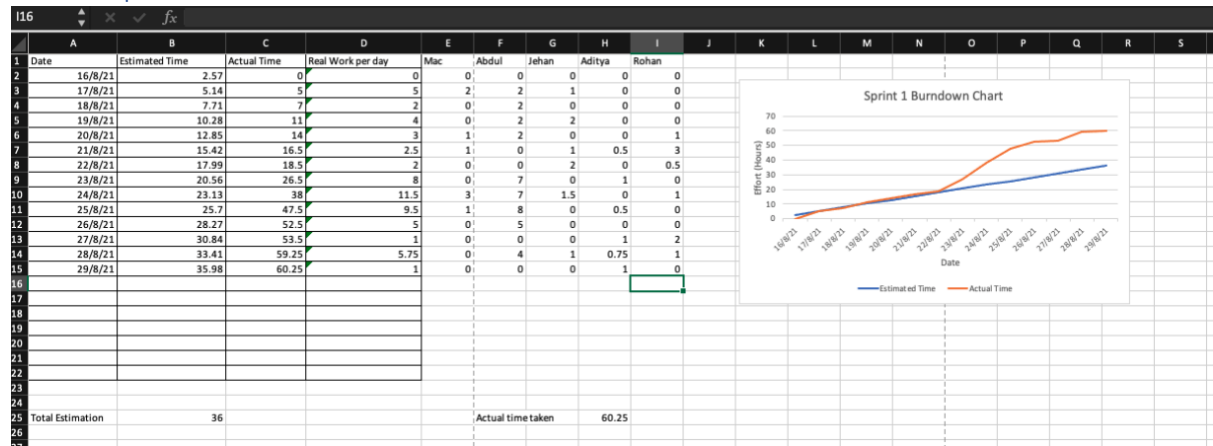 I16 fx
A B C D E F G H I J K L M N O P Q R S
1 Date Estimated Time Actual Time Real Work per day Mac Abdul Jehan Aditya Rohan
2 16/8/21 2.57 0 0 0 0 0 0 0
3 17/8/21 5.14 5 5 2 2 1 0 0
4 18/8/21 7.71 7 2 0 2 0 0 0
5 19/8/21 10.28 11 4 0 2 2 0 0
6 20/8/21 12.85 14 3 1 2 0 0 1
7 21/8/21 15.42 16.5 2.5 1 0 1 0.5 3
8 22/8/21 17.99 18.5 2 0 0 2 0 0.5
9 23/8/21 20.56 26.5 8 0 7 0 1 0
10 24/8/21 23.13 38 11.5 3 7 1.5 0 1
11 25/8/21 25.7 47.5 9.5 1 8 0 0.5 0
12 26/8/21 28.27 52.5 5 0 5 0 0 0
13 27/8/21 30.84 53.5 1 0 0 0 1 2
14 28/8/21 33.41 59.25 5.75 0 4 1 0.75 1
15 29/8/21 35.98 60.25 1 0 0 0 1 0
16
17
18
19
20
21
22
23
24
25 Total Estimation 36 Actual time taken 60.25
26
Sprint 1 Burndown Chart
Effort (Hours)
70
60
50
40
30
20
10
0
16/8/21 17/8/21 18/8/21 19/8/21 20/8/21 21/8/21 22/8/21 23/8/21 24/8/21 25/8/21 26/8/21 27/8/21 28/8/21 29/8/21
Date
Estimated Time Actual Time